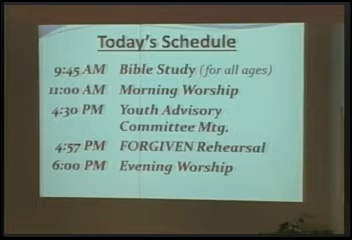 Today's Schedule
9:45 AM Bible Study (for all ages)
11:00 AM Morning Worship
4:30 PM Youth Advisory
Committee Mtg.
4:57 PM FORGIVEN Rehearsal
6:00 PM Evening Worship